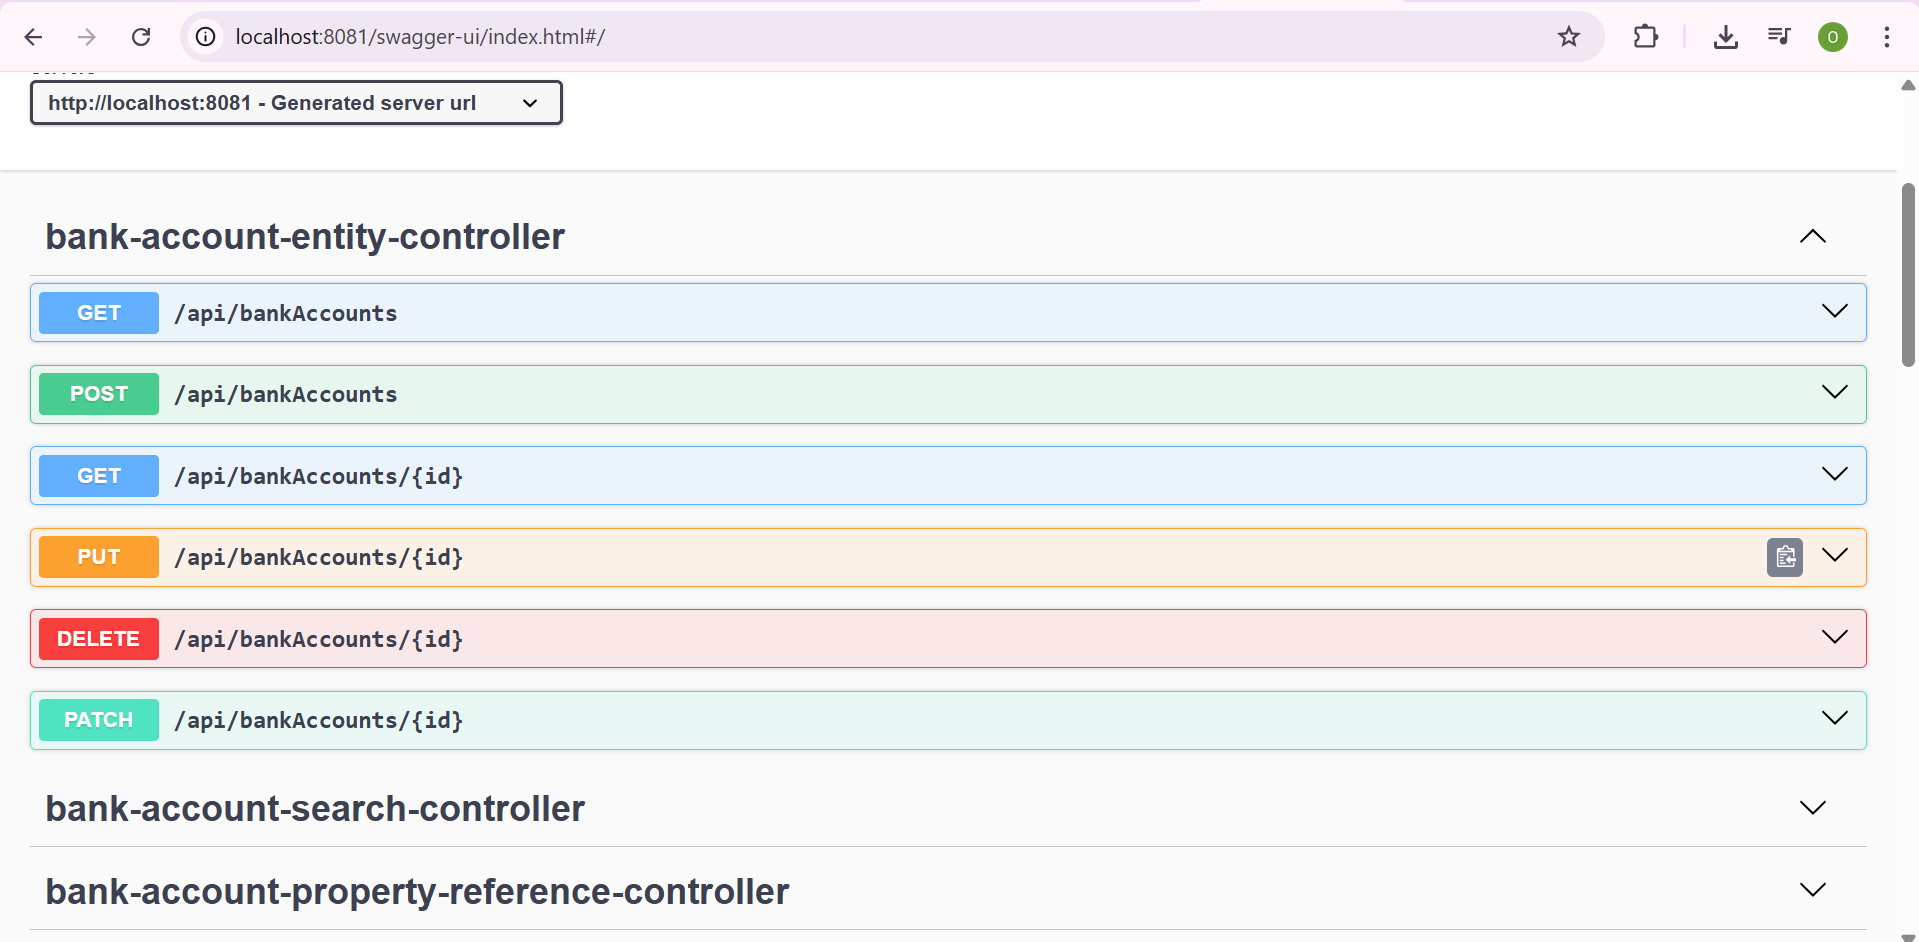 localhost:8081/swagger-ui/index.html#/
O
http://localhost:8081 - Generated server url
bank-account-entity-controller
GET /api/bankAccounts
POST /api/bankAccounts
GET /api/bankAccounts/{id}
PUT /api/bankAccounts/{id}
DELETE /api/bankAccounts/{id}
PATCH /api/bankAccounts/{id}
bank-account-search-controller
bank-account-property-reference-controller